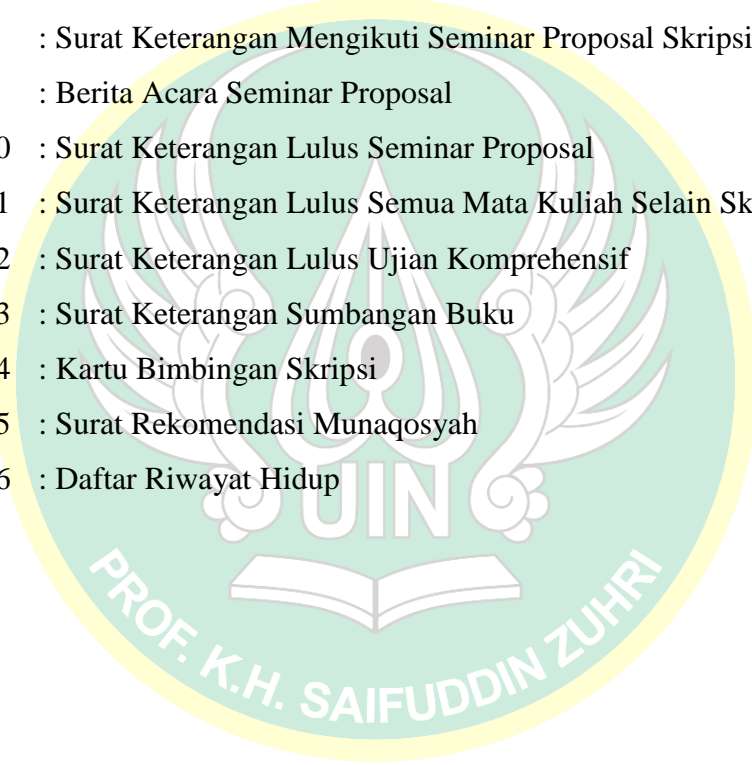 : Surat Keterangan Mengikuti Seminar Proposal Skripsi
: Berita Acara Seminar Proposal
0 : Surat Keterangan Lulus Seminar Proposal
1 : Surat Keterangan Lulus Semua Mata Kuliah Selain Sk
2 : Surat Keterangan Lulus Ujian Komprehensif
3 : Surat Keterangan Sumbangan Buku
4 : Kartu Bimbingan Skripsi
5 : Surat Rekomendasi Munaqosyah
6 : Daftar Riwayat Hidup
UIN
PROF. K.H. SAIFUDDIN ZUHRI